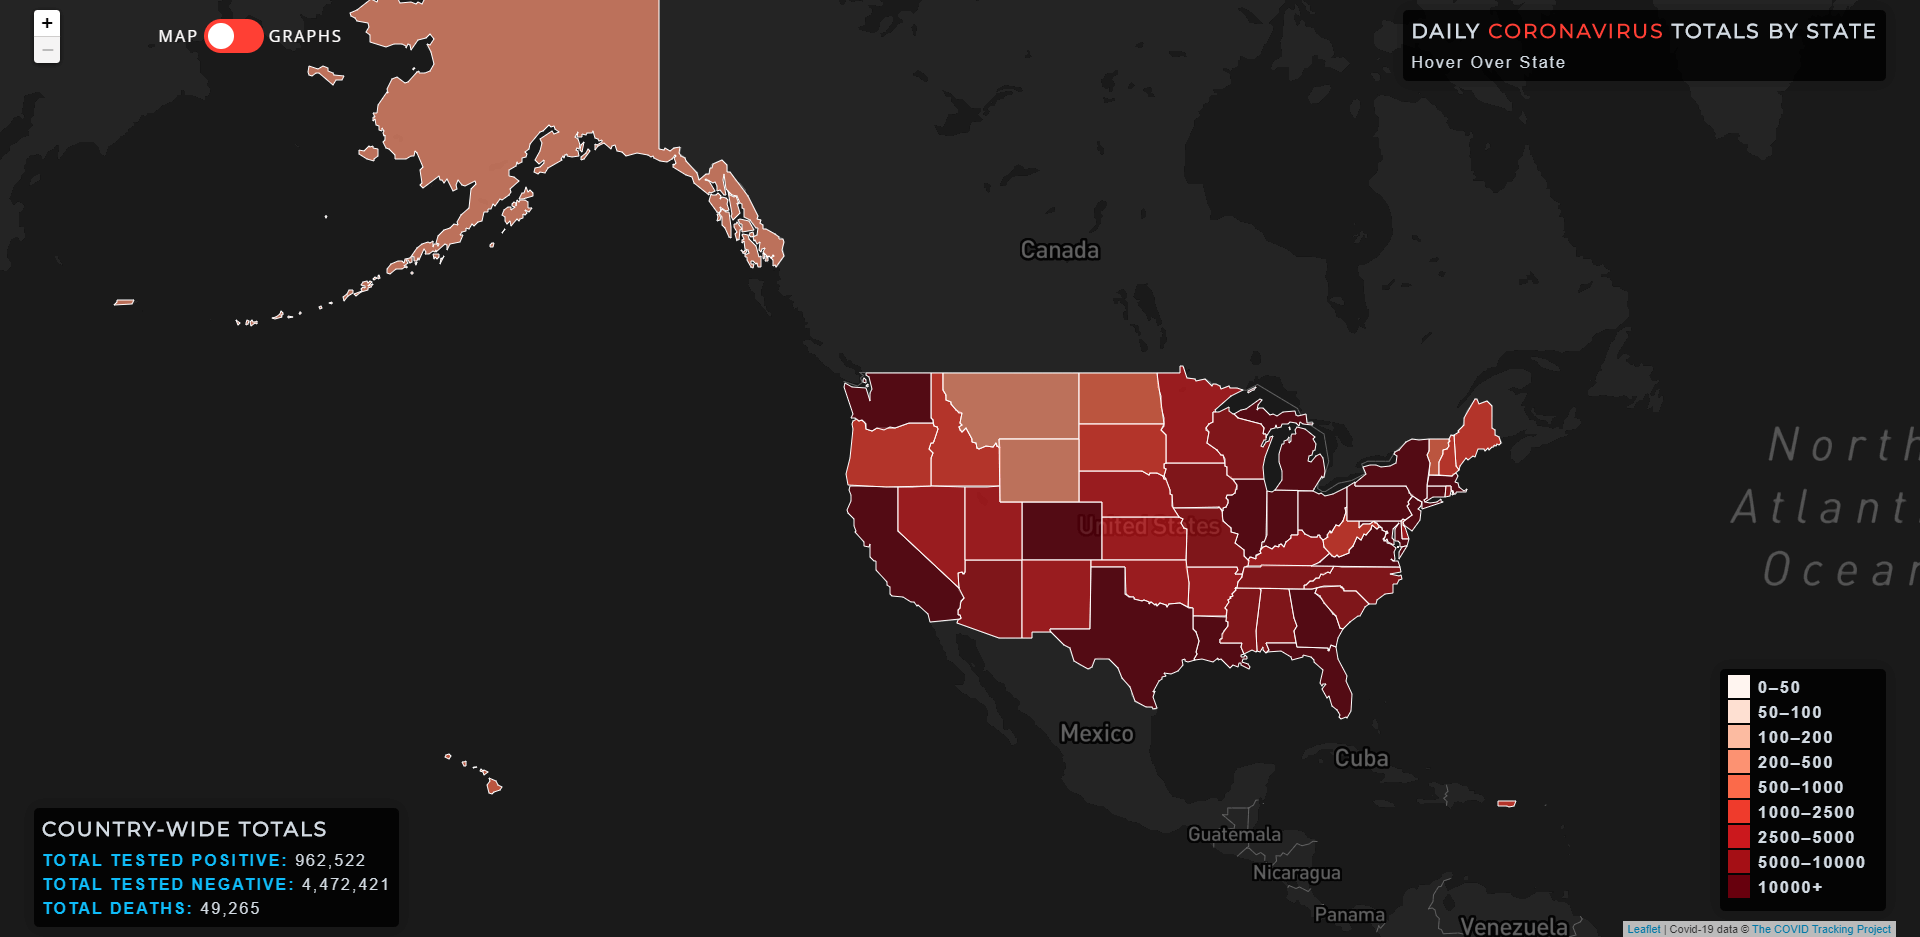 +
−
MAP GRAPHS
DAILY CORONAVIRUS TOTALS BY STATE
Hover Over State
Canada
United States
North
Atlant
Ocean
Mexico
Cuba
Guatemala
Nicaragua
Panama
Venezuela
COUNTRY-WIDE TOTALS
TOTAL TESTED POSITIVE: 962,522
TOTAL TESTED NEGATIVE: 4,472,421
TOTAL DEATHS: 49,265
0–50
50–100
100–200
200–500
500–1000
1000–2500
2500–5000
5000–10000
10000+
Leaflet | Covid-19 data © The COVID Tracking Project